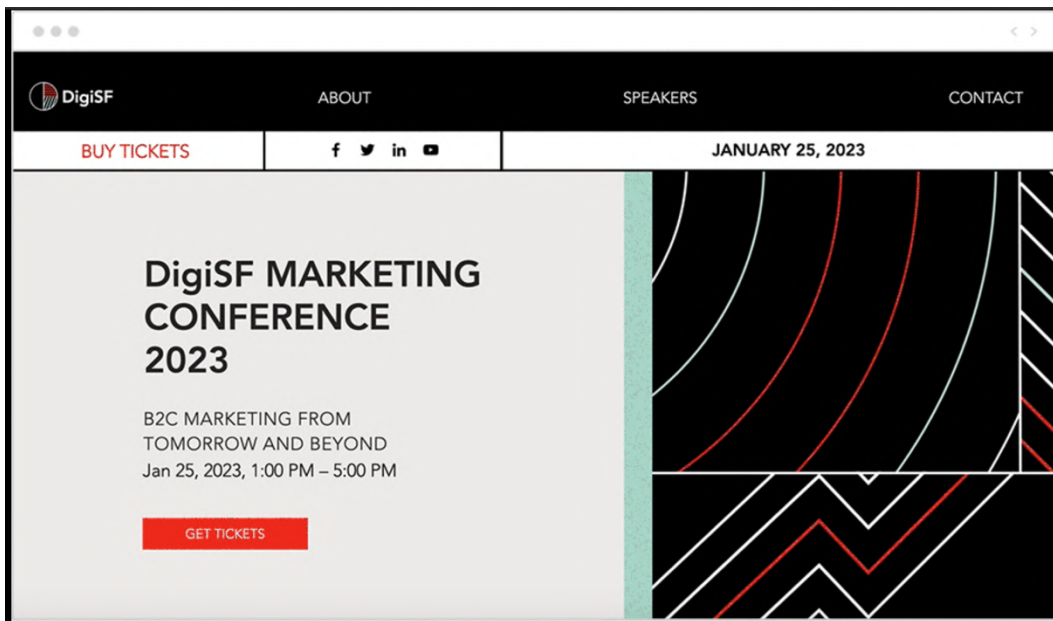 DigiSF
ABOUT
SPEAKERS
CONTACT
BUY TICKETS
JANUARY 25, 2023
DigiSF MARKETING
CONFERENCE
2023
B2C MARKETING FROM
TOMORROW AND BEYOND
Jan 25, 2023, 1:00 PM – 5:00 PM
GET TICKETS